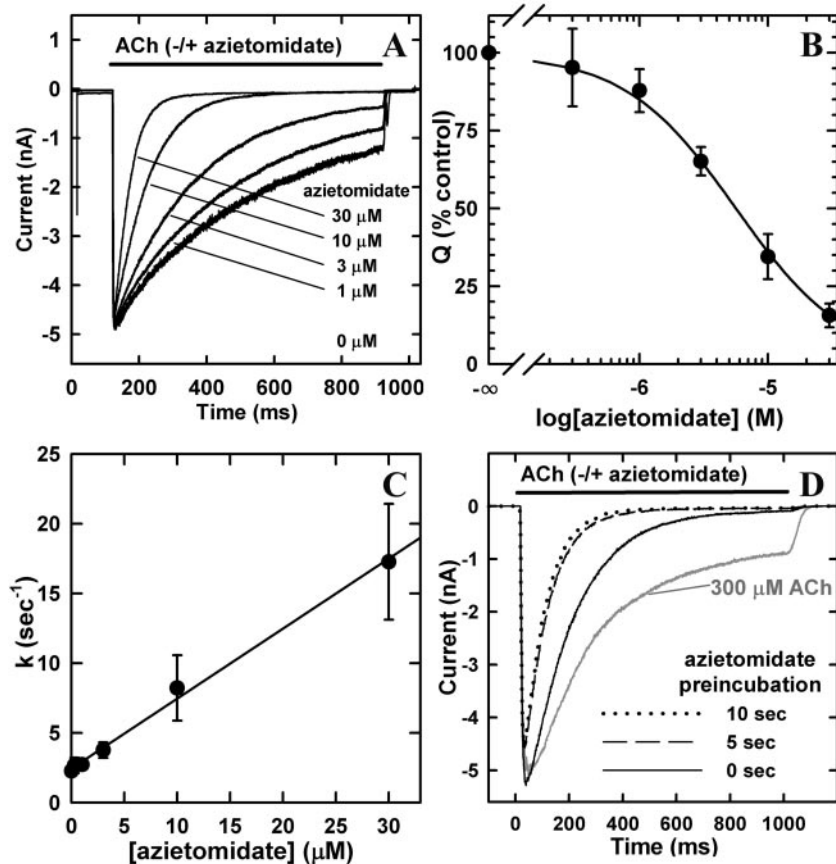 ACh (-/+ azietomidate)
A
0
-1
-2
-3
-4
-5
Current (nA)
azietomidate
30 μM
10 μM
3 μM
1 μM
0 μM
0 200 400 600 800 1000
Time (ms)
B
100
75
50
25
0
Q (% control)
-∞ -6 -5
log[azietomidate] (M)
C
25
20
15
10
5
0
k (sec-1)
0 5 10 15 20 25 30
[azietomidate] (μM)
ACh (-/+ azietomidate)
D
0
-1
-2
-3
-4
-5
Current (nA)
300 μM ACh
azietomidate
preincubation
10 sec
5 sec
0 sec
0 200 400 600 800 1000
Time (ms)